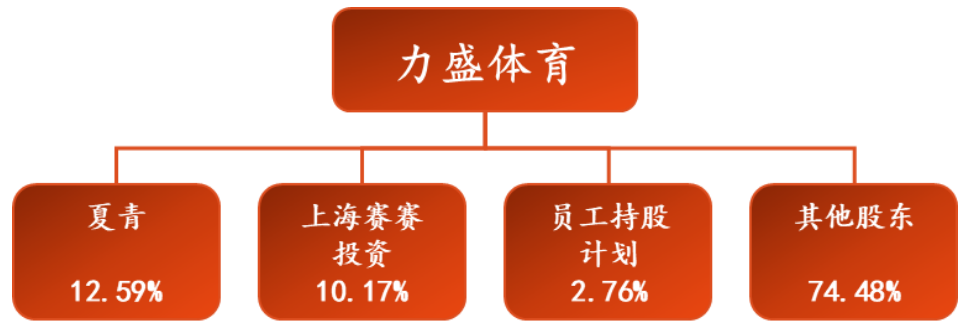 力盛体育
夏青
12.59%
上海赛赛
投资
10.17%
员工持股
计划
2.76%
其他股东
74.48%